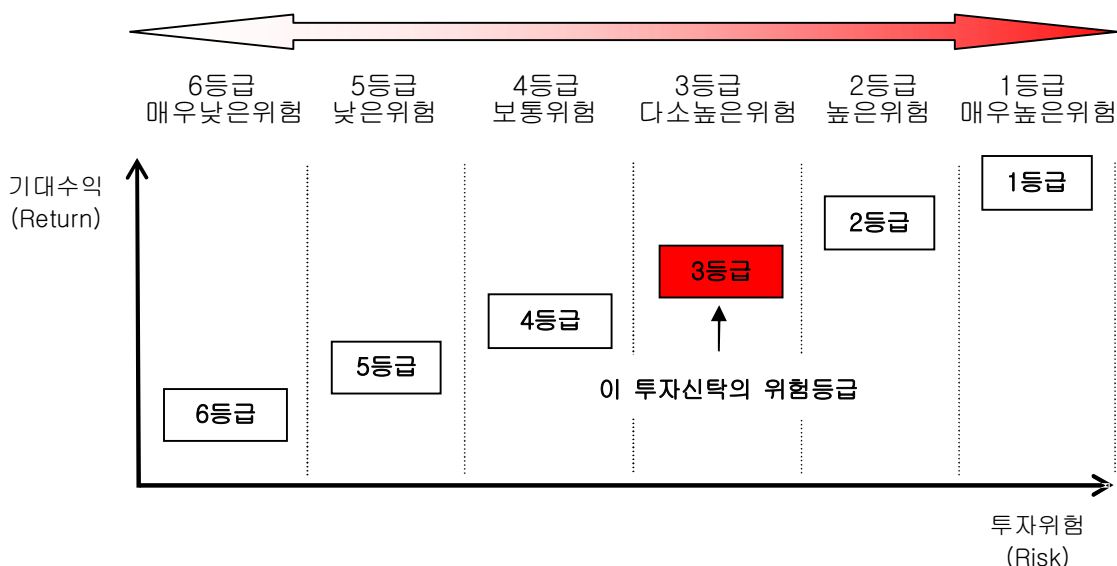 6등급
매우낮은위험
5등급
낮은위험
4등급
보통위험
3등급
다소높은위험
2등급
높은위험
1등급
매우높은위험
기대수익
(Return)
1등급
2등급
3등급
4등급
5등급
6등급
이 투자신탁의 위험등급
투자위험
(Risk)